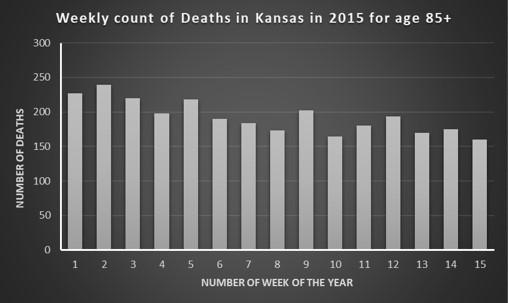 Weekly count of Deaths in Kansas in 2015 for age 85+
300
250
200
150
100
50
0
NUMBER OF DEATHS
1 2 3 4 5 6 7 8 9 10 11 12 13 14 15
NUMBER OF WEEK OF THE YEAR